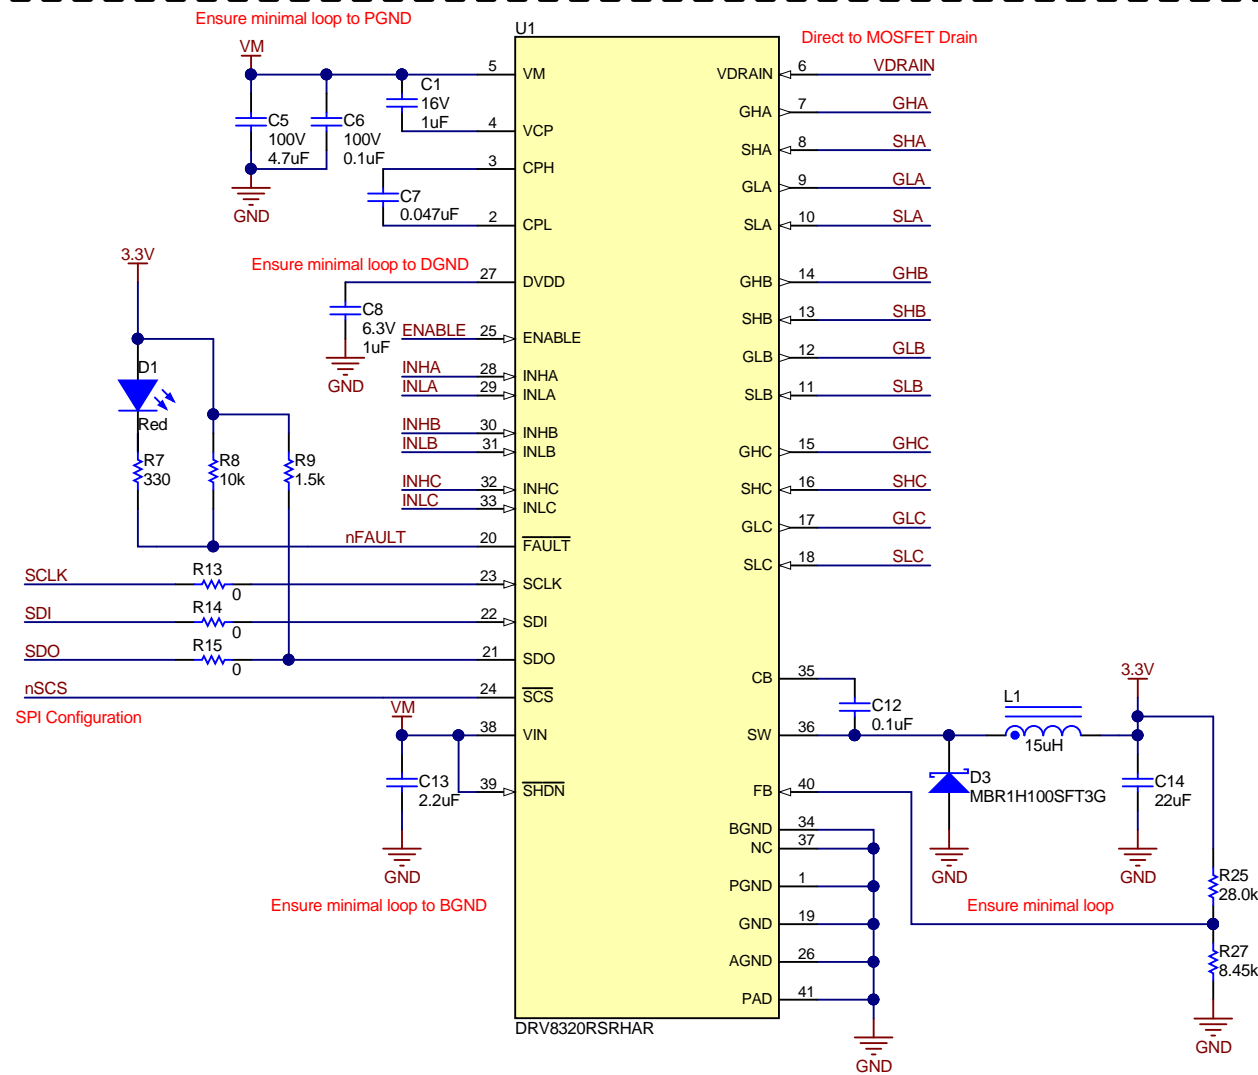 Ensure minimal loop to PGND
U1
Direct to MOSFET Drain
VM
5
VM
VDRAIN
6
VDRAIN
C1
16V
1uF
GHA
7
GHA
C5
100V
4.7uF
C6
100V
0.1uF
4
VCP
SHA
8
SHA
3
CPH
GLA
9
GLA
C7
0.047uF
GND
2
CPL
SLA
10
SLA
3.3V
Ensure minimal loop to DGND
27
DVDD
GHB
14
GHB
C8
6.3V
1uF
SHB
13
SHB
ENABLE
25
ENABLE
GLB
12
GLB
D1
Red
GND
INHA
28
INHA
INLA
29
INLA
SLB
11
SLB
INHB
30
INHB
INLB
31
INLB
GHC
15
GHC
R7
330
R8
10k
R9
1.5k
INHC
32
INHC
INLC
33
INLC
SHC
16
SHC
GLC
17
GLC
nFAULT
20
FAULT
SLC
18
SLC
SCLK
R13
0
23
SCLK
SDI
R14
0
22
SDI
SDO
R15
0
21
SDO
nSCS
24
SCS
SPI Configuration
CB
35
C12
0.1uF
3.3V
L1
15uH
VM
38
VIN
SW
36
C13
2.2uF
39
SHDN
FB
40
D3
MBR1H100SFT3G
C14
22uF
BGND
34
NC
37
GND
GND
GND
PGND
1
R25
28.0k
Ensure minimal loop to BGND
Ensure minimal loop
GND
19
R27
8.45k
AGND
26
PAD
41
DRV8320RSRHAR
GND
GND